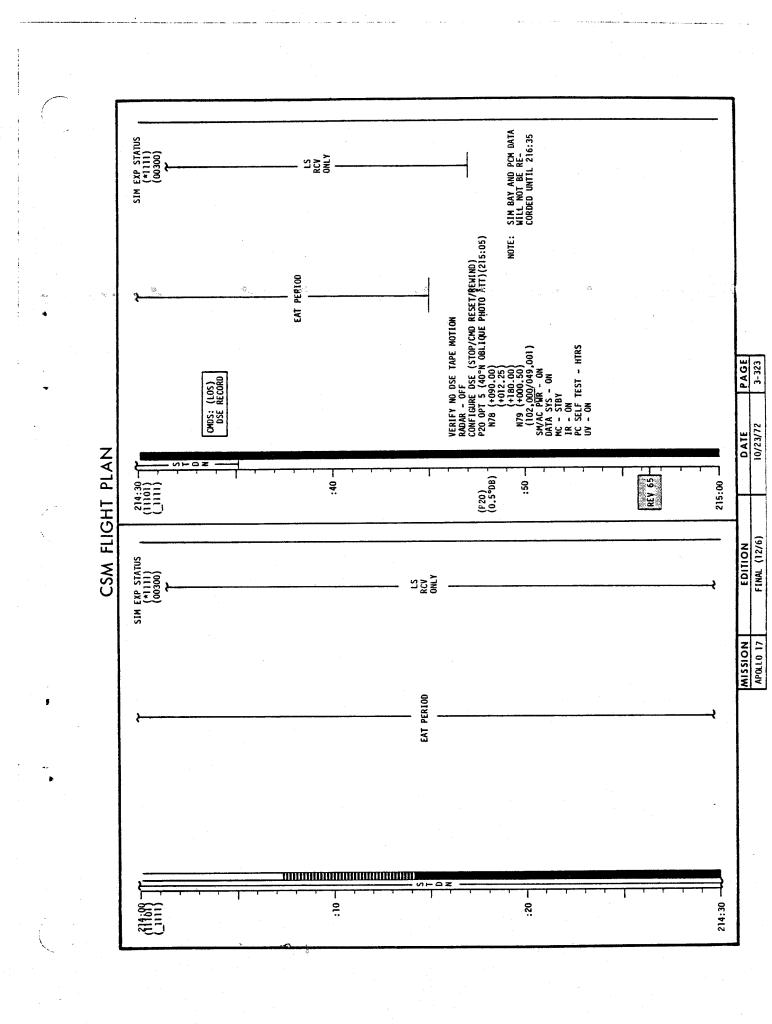 CSM FLIGHT PLAN
214:00
(11101)
(_1111)
:10
:20
214:30
STDN
EAT PERIOD
SIM EXP STATUS
(*1111)
(00300)
LS
RCV
ONLY
214:30
(11101)
(_1111)
:40
(P20)
(0.5°DB)
:50
REV 65
215:00
STDN
CMDS: (LOS)
DSE RECORD
EAT PERIOD
SIM EXP STATUS
(*1111)
(00300)
LS
RCV
ONLY
VERIFY NO DSE TAPE MOTION
RADAR - OFF
CONFIGURE DSE (STOP/CMD RESET/REWIND)
P20 OPT 5 (40°N OBLIQUE PHOTO ATT)(215:05)
N78 (+090.00)
(+012.25)
(+180.00)
N79 (+000.50)
(102,000/049,001)
SM/AC PWR - ON
DATA SYS - ON
MC - STBY
IR - ON
PC SELF TEST - HTRS
UV - ON
NOTE: SIM BAY AND PCM DATA
WILL NOT BE RE-
CORDED UNTIL 216:35
MISSION EDITION DATE PAGE
APOLLO 17 FINAL (12/6) 10/23/72 3-323